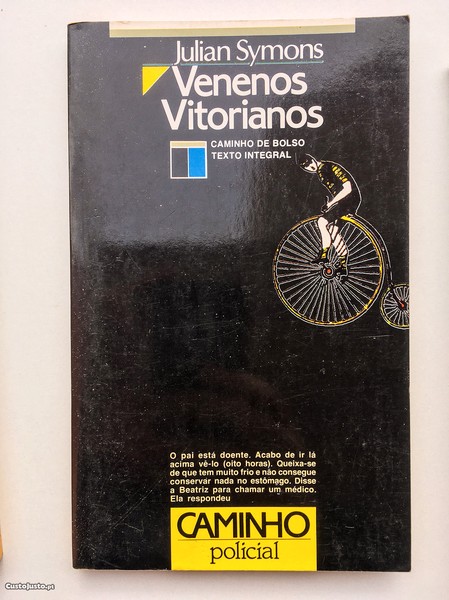 Julian Symons
Venenos
Vitorianos
CAMINHO DE BOLSO
TEXTO INTEGRAL
O pai está doente. Acabo de ir lá
acima vê-lo (oito horas). Queixa-se
de que tem muito frio e não consegue
conservar nada no estômago. Disse
a Beatriz para chamar um médico.
Ela respondeu
CAMINHO
policial
CustoJusto.pt